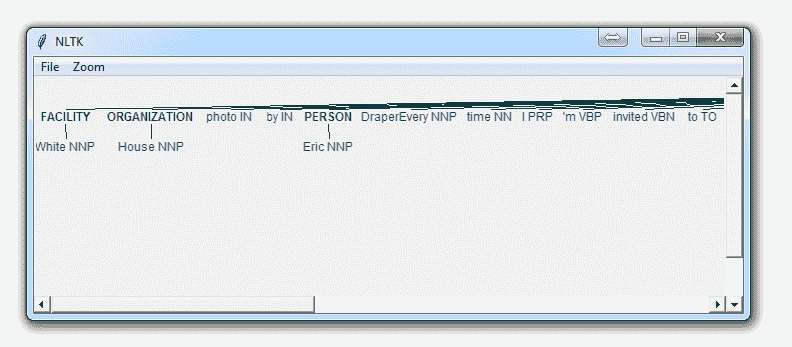 NLTK
File Zoom
FACILITY ORGANIZATION photo IN by IN PERSON DraperEvery NNP time NN I PRP 'm VBP invited VBN to TO
White NNP House NNP Eric NNP